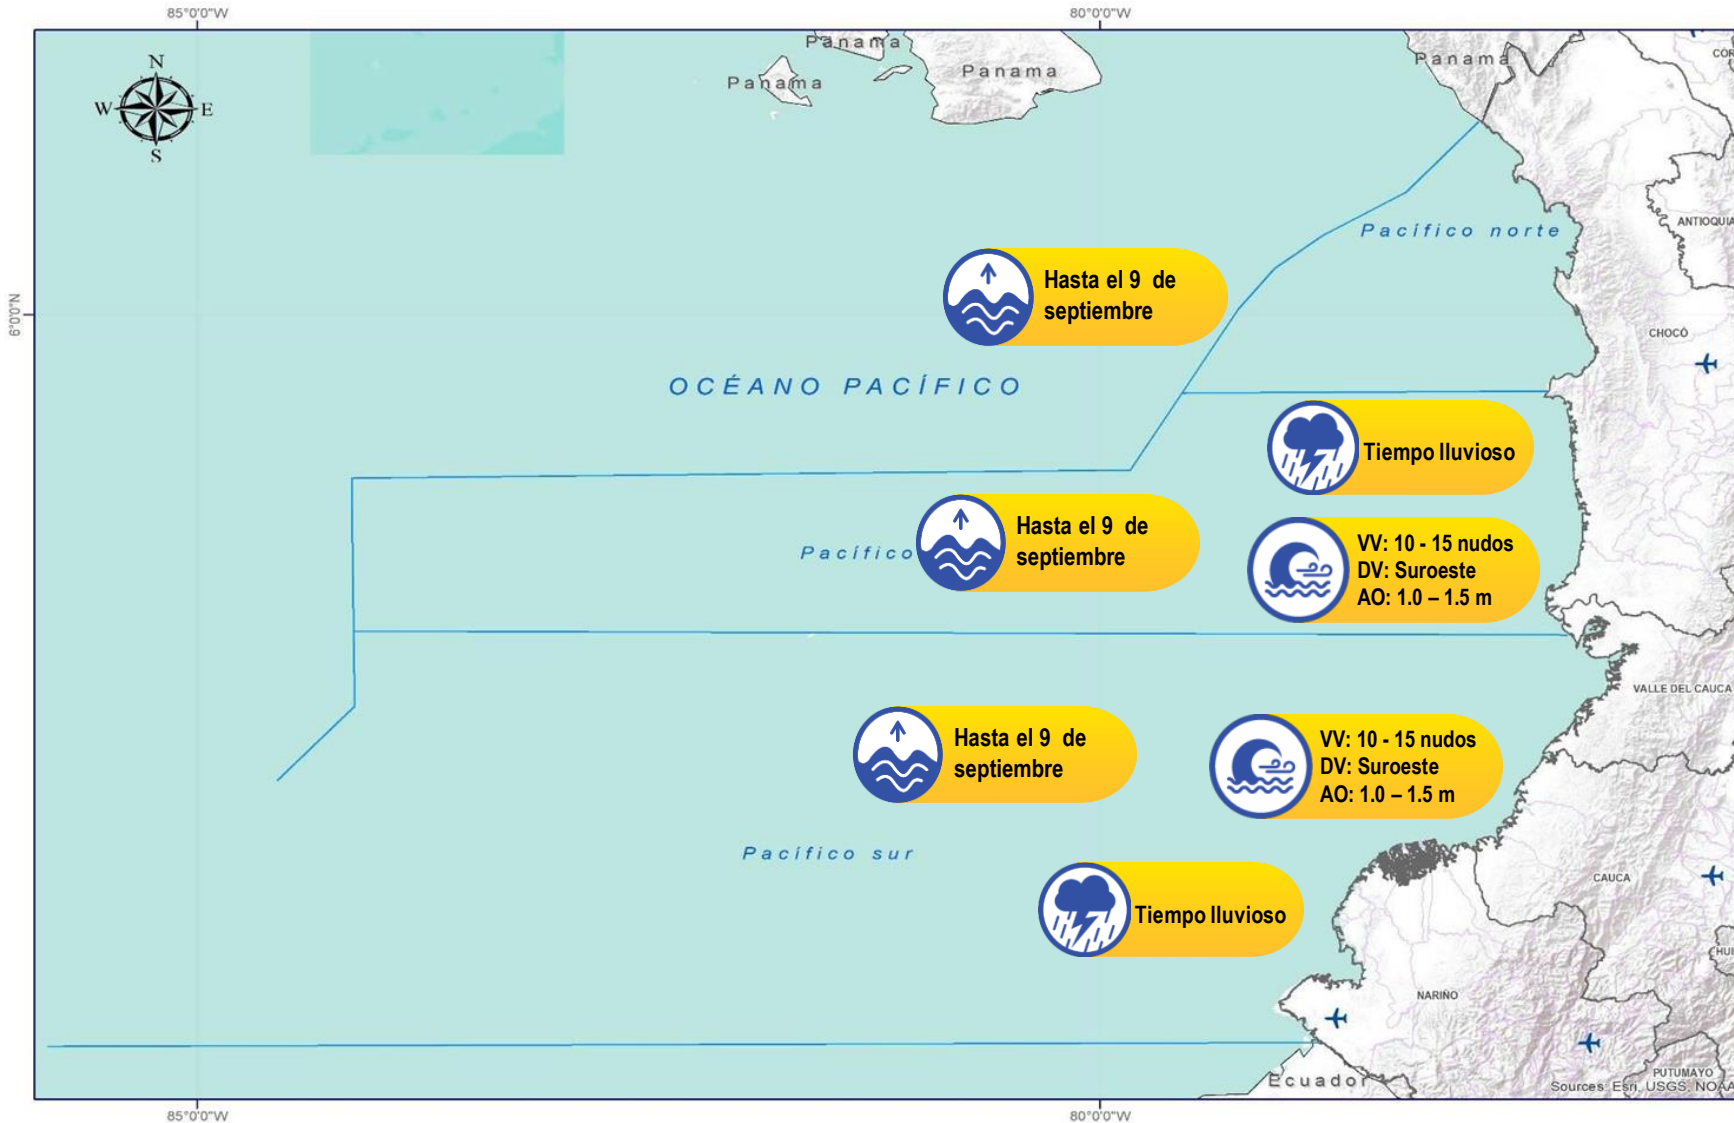 85°0'0"W
80°0'0"W
N
W
E
S
Panama
Panama
Panama
Panamá
CÓR
ANTIOQUIA
Pacífico norte
Hasta el 9 de
septiembre
6°0'0"N
CHOCÓ
OCÉANO PACÍFICO
Tiempo lluvioso
Hasta el 9 de
septiembre
Pacífico
VV: 10 - 15 nudos
DV: Suroeste
AO: 1.0 – 1.5 m
VALLE DEL CAUCA
Hasta el 9 de
septiembre
VV: 10 - 15 nudos
DV: Suroeste
AO: 1.0 – 1.5 m
Pacífico sur
CAUCA
Tiempo lluvioso
HUI
NARIÑO
PUTUMAYO
Ecuador
Sources: Esri, USGS, NOAA
85°0'0"W
80°0'0"W